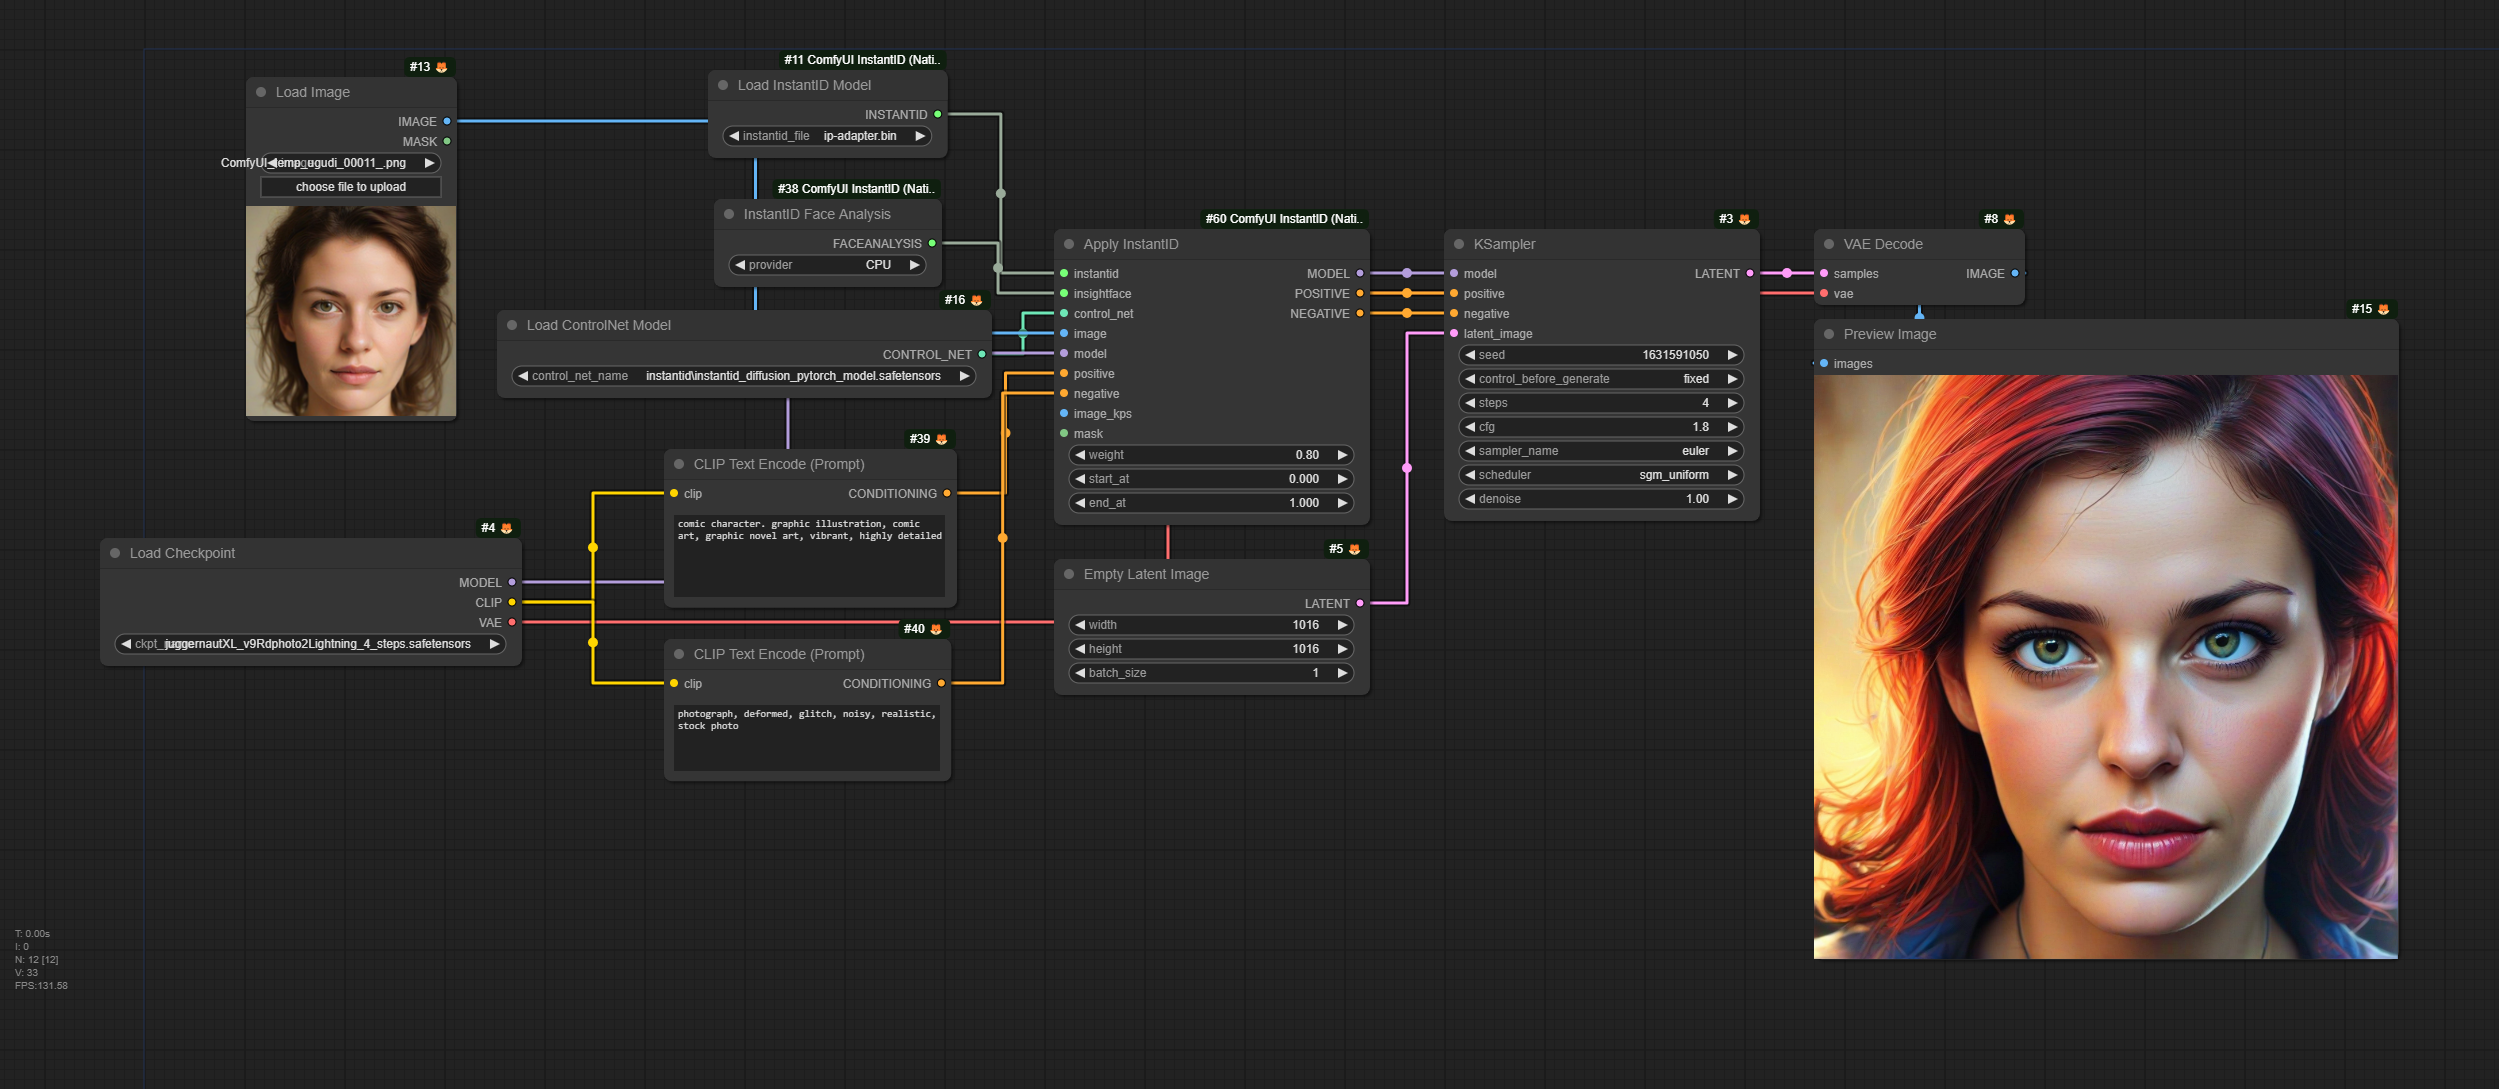 #13
Load Image
IMAGE
MASK
ComfyUI_temp_ugudi_00011_.png
choose file to upload
#11 ComfyUI InstantID (Nati..
Load InstantID Model
INSTANTID
instantid_file ip-adapter.bin
#38 ComfyUI InstantID (Nati..
InstantID Face Analysis
FACEANALYSIS
provider CPU
#16
Load ControlNet Model
CONTROL_NET
control_net_name instantid\instantid_diffusion_pytorch_model.safetensors
#39
CLIP Text Encode (Prompt)
clip CONDITIONING
comic character. graphic illustration, comic
art, graphic novel art, vibrant, highly detailed
#4
Load Checkpoint
MODEL
CLIP
VAE
juggernautXL_v9Rdphoto2Lightning_4_steps.safetensors
#40
CLIP Text Encode (Prompt)
clip CONDITIONING
photograph, deformed, glitch, noisy, realistic,
stock photo
#60 ComfyUI InstantID (Nati..
Apply InstantID
instantid MODEL
insightface POSITIVE
control_net NEGATIVE
image
model
positive
negative
image_kps
mask
weight 0.80
start_at 0.000
end_at 1.000
#5
Empty Latent Image
LATENT
width 1016
height 1016
batch_size 1
#3
KSampler
model LATENT
positive
negative
latent_image
seed 1631591050
control_before_generate fixed
steps 4
cfg 1.8
sampler_name euler
scheduler sgm_uniform
denoise 1.00
#8
VAE Decode
samples IMAGE
vae
#15
Preview Image
images
T: 0.00s
I: 0
N: 12 [12]
V: 33
FPS:131.58